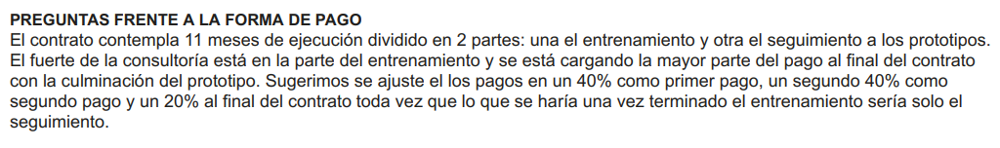 PREGUNTAS FRENTE A LA FORMA DE PAGO
El contrato contempla 11 meses de ejecución dividido en 2 partes: una el entrenamiento y otra el seguimiento a los prototipos.
El fuerte de la consultoría está en la parte del entrenamiento y se está cargando la mayor parte del pago al final del contrato
con la culminación del prototipo. Sugerimos se ajuste el los pagos en un 40% como primer pago, un segundo 40% como
segundo pago y un 20% al final del contrato toda vez que lo que se haría una vez terminado el entrenamiento sería solo el
seguimiento.